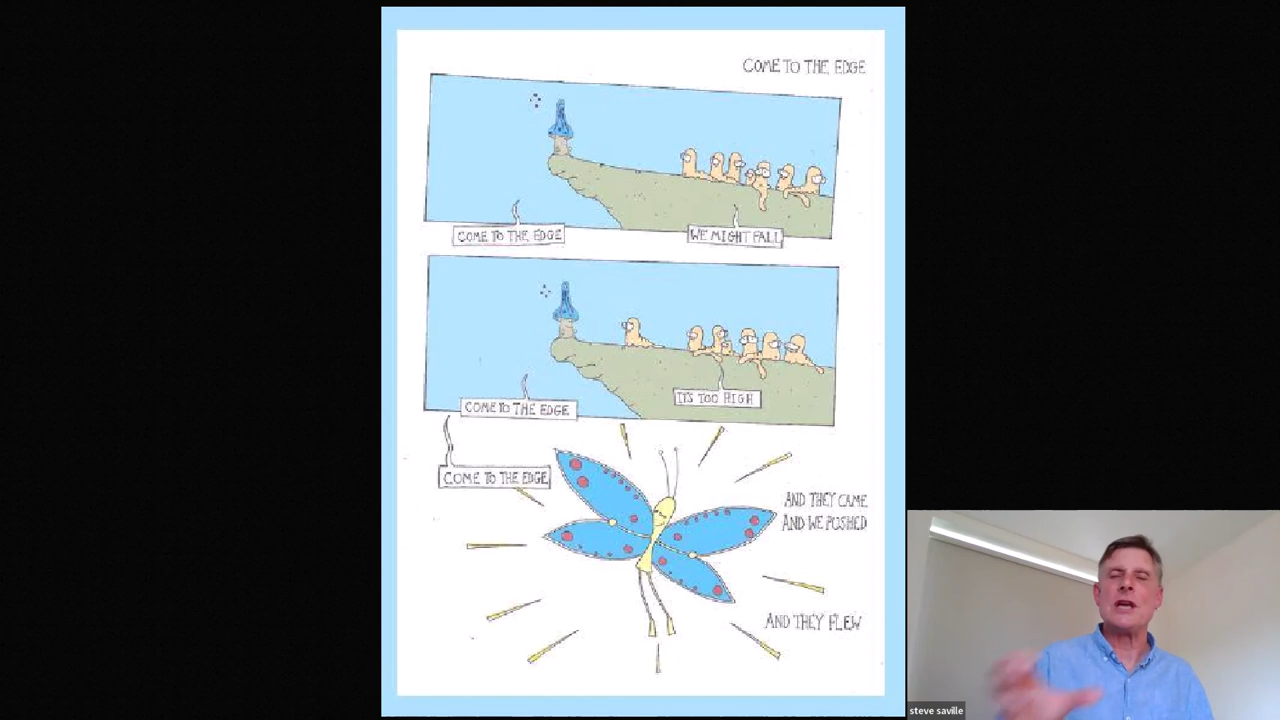 COME TO THE EDGE
COME TO THE EDGE
WE MIGHT FALL
COME TO THE EDGE
ITS TOO HIGH
COME TO THE EDGE
AND THEY CAME
AND WE PUSHED
AND THEY FLEW
steve saville